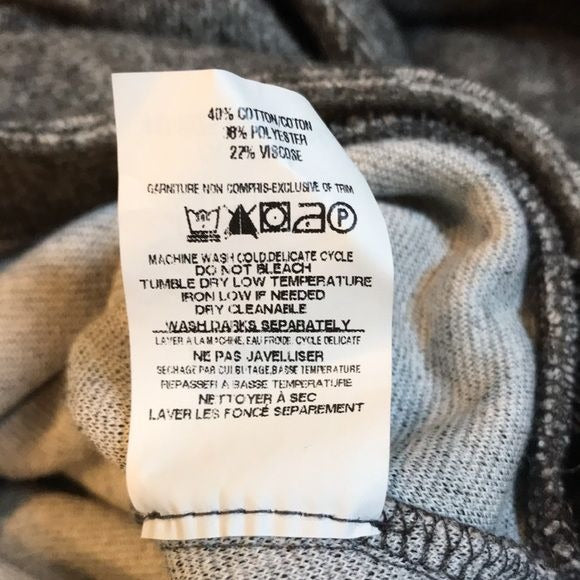 40% COTTON/COTON
38% POLYESTER
22% VISCOSE
GARNITURE NON COMPRIS-EXCLUSIVE OF TRIM
P
MACHINE WASH COLD.DELICATE CYCLE
DO NOT BLEACH
TUMBLE DRY LOW TEMPERATURE
IRON LOW IF NEEDED
DRY CLEANABLE
WASH DARKS SEPARATELY
LAVER A LA MACHINE, EAU FROIDE, CYCLE DELICATE
NE PAS JAVELLISER
SECHAGE PAR CULBUTAGE.BASSE TEMPERATURE
REPASSER A BASSE TEMPERATURE
NETTOYER À SEC
LAVER LES FONCÉ SEPAREMENT